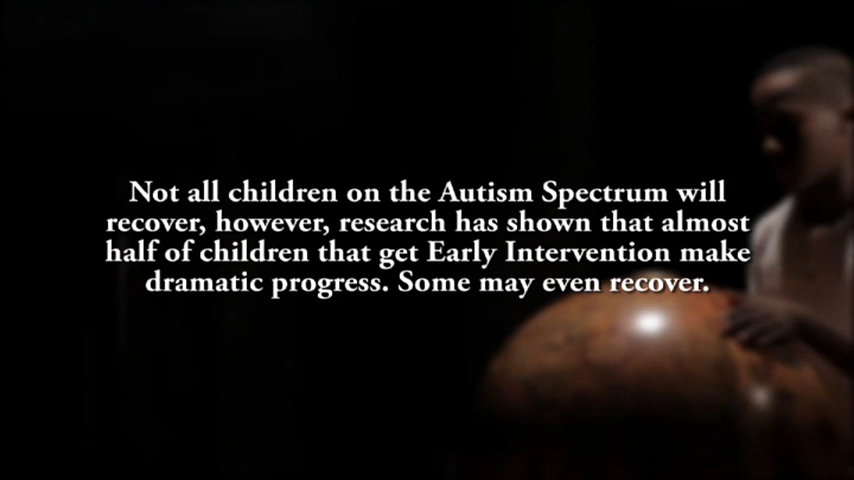 Not all children on the Autism Spectrum will
recover, however, research has shown that almost
half of children that get Early Intervention make
dramatic progress. Some may even recover.